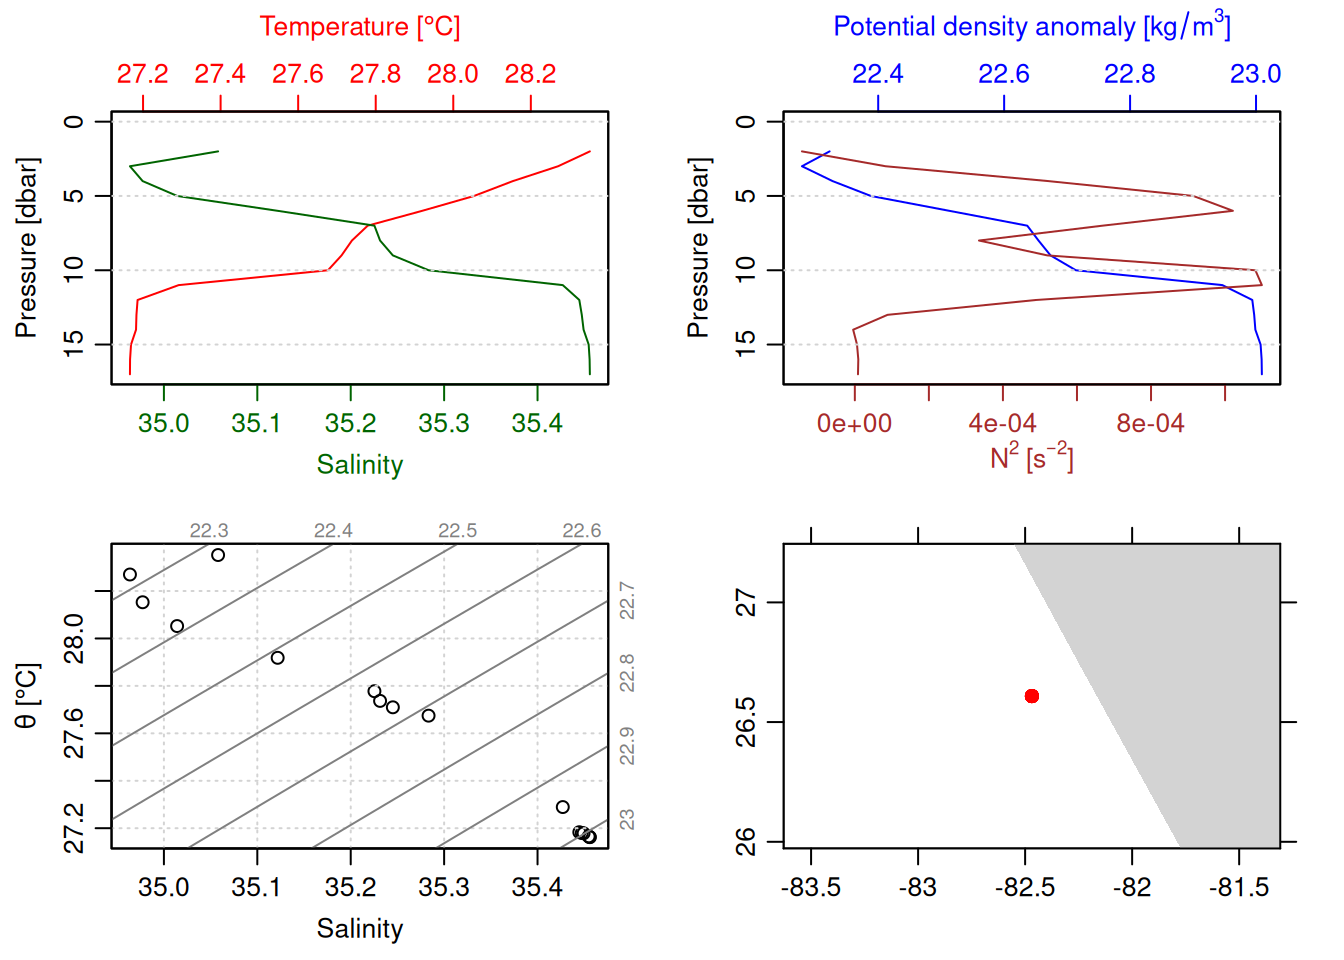 Temperature [°C]
27.2 27.4 27.6 27.8 28.0 28.2
Pressure [dbar]
0
5
10
15
35.0 35.1 35.2 35.3 35.4
Salinity
Potential density anomaly [kg/m³]
22.4 22.6 22.8 23.0
Pressure [dbar]
0
5
10
15
0e+00 4e-04 8e-04
N² [s⁻²]
22.3 22.4 22.5 22.6
22.7
22.8
22.9
23
θ [°C]
28.0
27.6
27.2
35.0 35.1 35.2 35.3 35.4
Salinity
27
26.5
26
-83.5 -83 -82.5 -82 -81.5